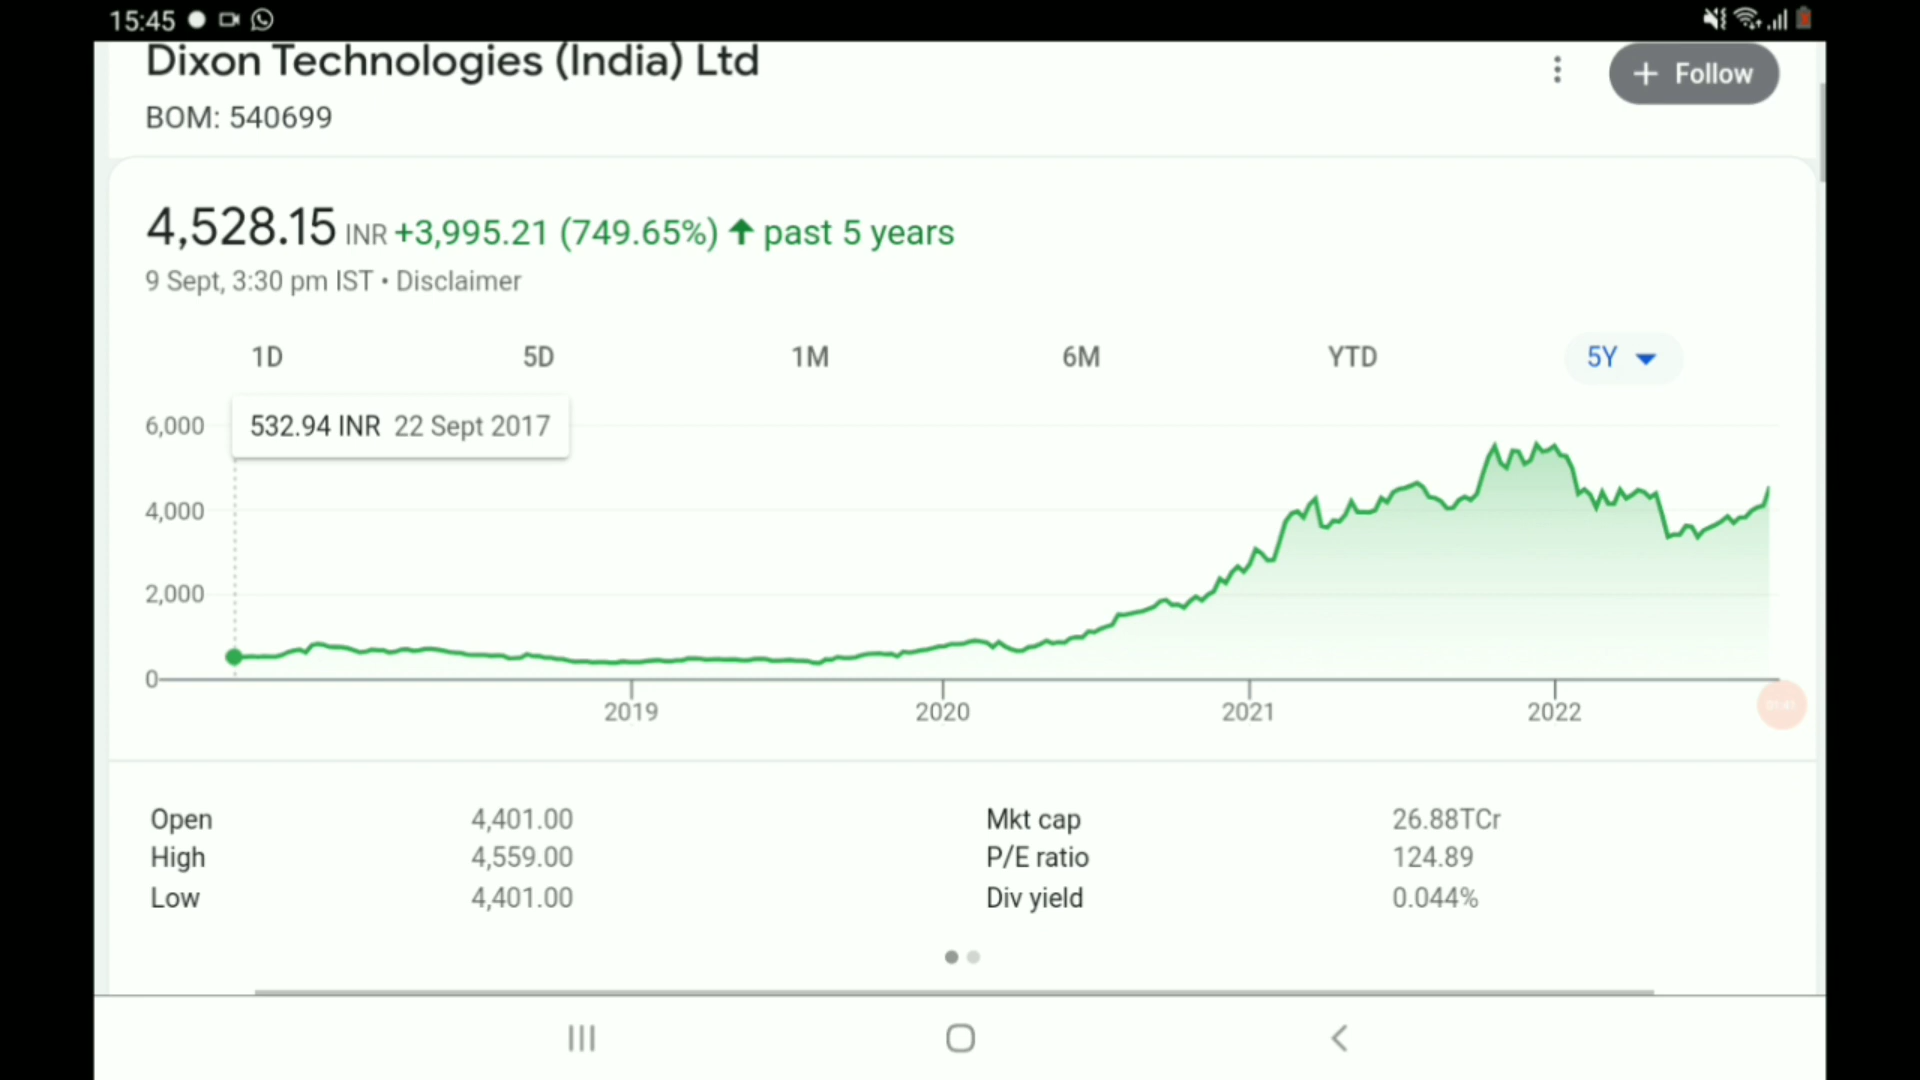 15:45
Dixon Technologies (India) Ltd
+ Follow
BOM: 540699
4,528.15 INR +3,995.21 (749.65%) ↑ past 5 years
9 Sept, 3:30 pm IST • Disclaimer
1D 5D 1M 6M YTD 5Y
532.94 INR 22 Sept 2017
6,000
4,000
2,000
0
2019 2020 2021 2022
Open 4,401.00 Mkt cap 26.88TCr
High 4,559.00 P/E ratio 124.89
Low 4,401.00 Div yield 0.044%